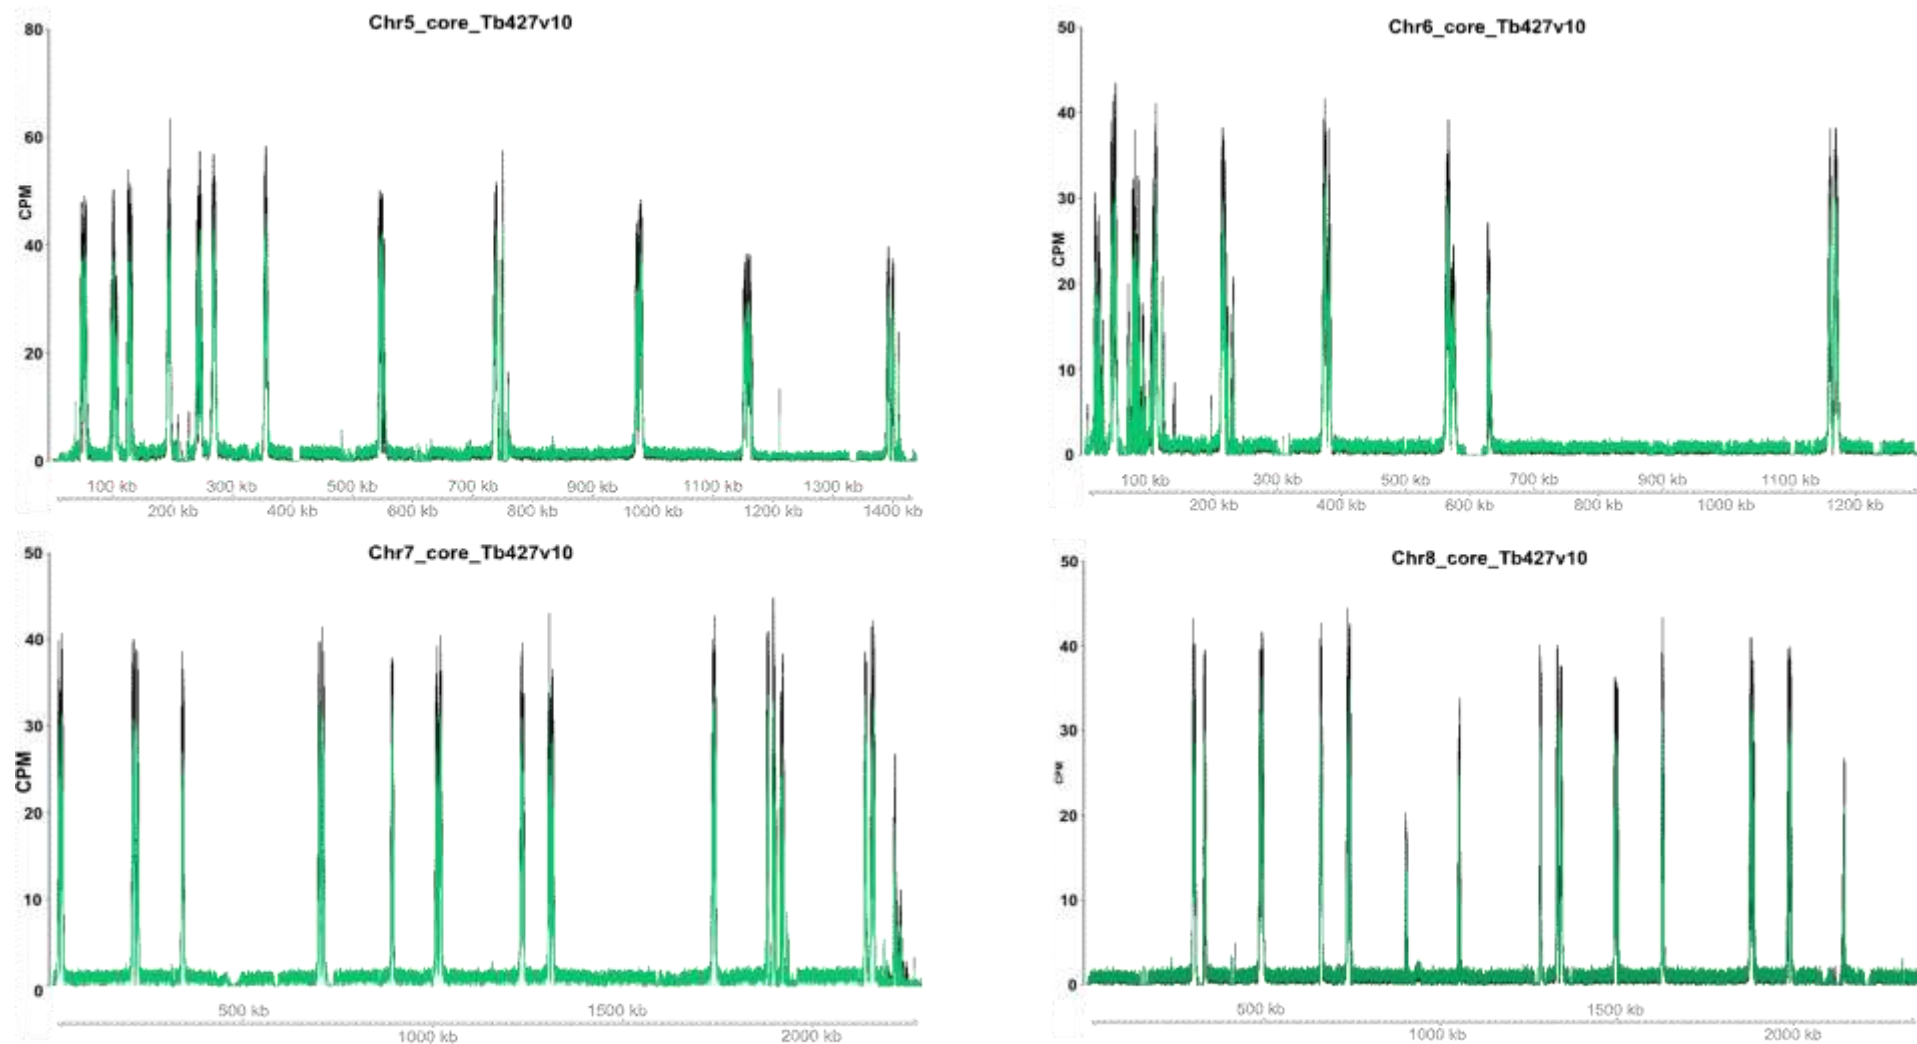 Chr5_core_Tb427v10
80
60
40
20
0
CPM
100 kb 300 kb 500 kb 700 kb 900 kb 1100 kb 1300 kb
200 kb 400 kb 600 kb 800 kb 1000 kb 1200 kb 1400 kb
Chr6_core_Tb427v10
50
40
30
20
10
0
CPM
100 kb 300 kb 500 kb 700 kb 900 kb 1100 kb
200 kb 400 kb 600 kb 800 kb 1000 kb 1200 kb
Chr7_core_Tb427v10
50
40
30
20
10
0
CPM
500 kb 1500 kb
1000 kb 2000 kb
Chr8_core_Tb427v10
50
40
30
20
10
0
CPM
500 kb 1500 kb
1000 kb 2000 kb